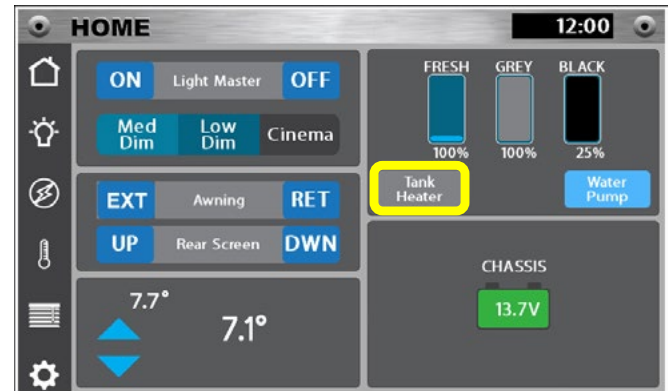 HOME
12:00
ON Light Master OFF
Med Dim Low Dim Cinema
FRESH GREY BLACK
100% 100% 25%
Tank Heater
Water Pump
EXT Awning RET
UP Rear Screen DWN
7.7°
7.1°
CHASSIS
13.7V